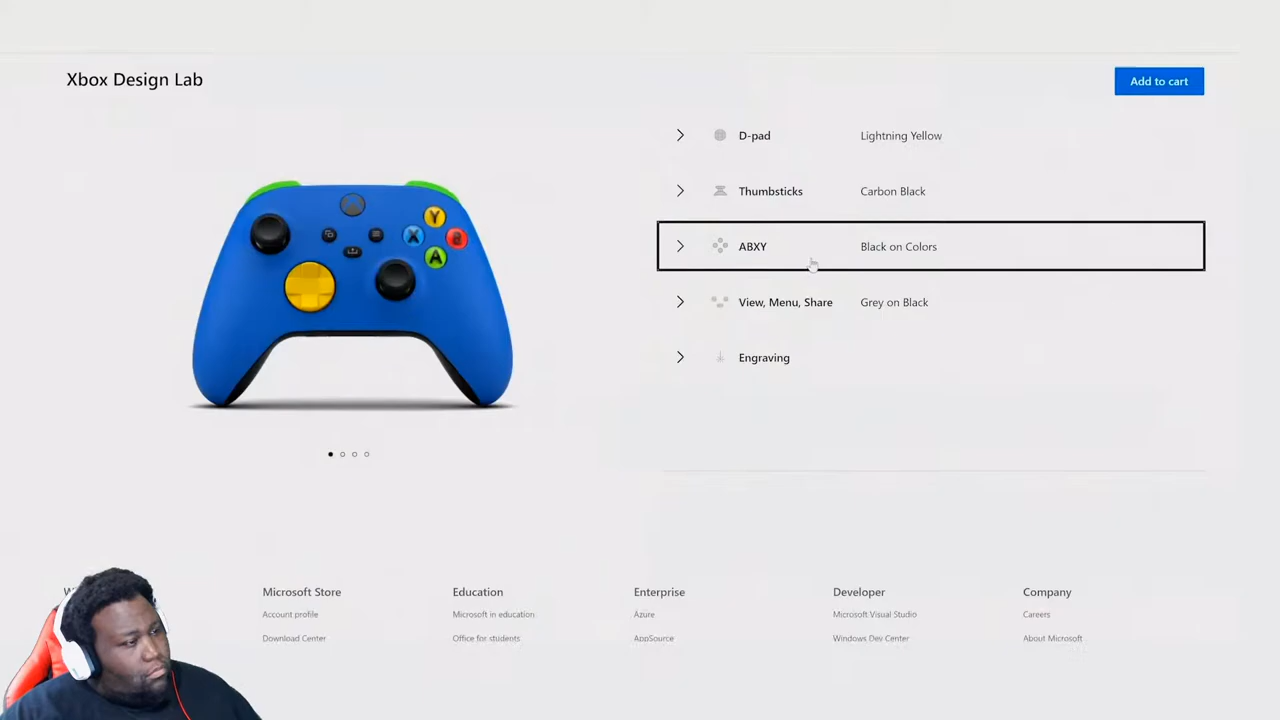 Xbox Design Lab
Add to cart
D-pad Lightning Yellow
Thumbsticks Carbon Black
ABXY Black on Colors
View, Menu, Share Grey on Black
Engraving
Y
X B
A
Microsoft Store Education Enterprise Developer Company
Account profile Microsoft in education Azure Microsoft Visual Studio Careers
Download Center Office for students AppSource Windows Dev Center About Microsoft